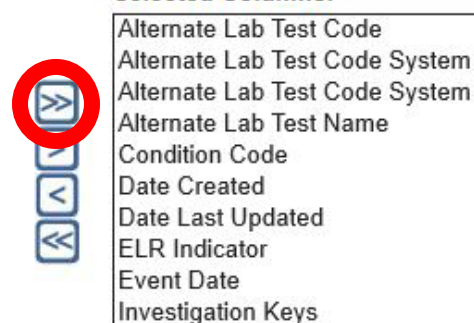 >>
>
<
<<
Alternate Lab Test Code
Alternate Lab Test Code System
Alternate Lab Test Code System
Alternate Lab Test Name
Condition Code
Date Created
Date Last Updated
ELR Indicator
Event Date
Investigation Keys